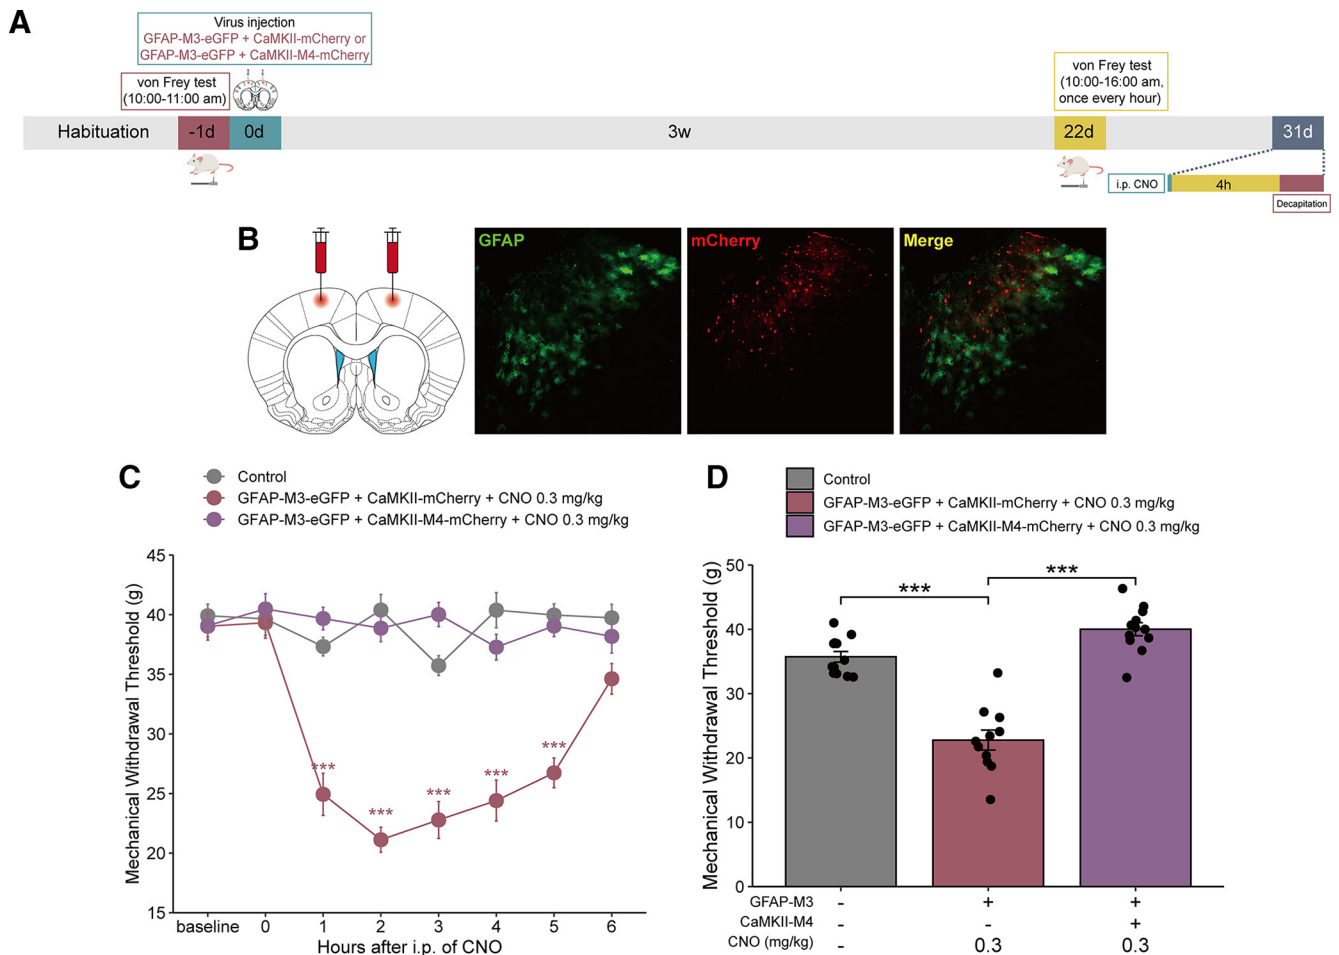 A
Virus injection
GFAP-M3-eGFP + CaMKII-mCherry or
GFAP-M3-eGFP + CaMKII-M4-mCherry
von Frey test
(10:00-11:00 am)
von Frey test
(10:00-16:00 am,
once every hour)
Habituation
-1d
0d
3w
22d
31d
i.p. CNO
4h
Decapitation
B
GFAP
mCherry
Merge
C
Control
GFAP-M3-eGFP + CaMKII-mCherry + CNO 0.3 mg/kg
GFAP-M3-eGFP + CaMKII-M4-mCherry + CNO 0.3 mg/kg
Mechanical Withdrawal Threshold (g)
45
40
35
30
25
20
15
***
***
***
***
***
baseline 0 1 2 3 4 5 6
Hours after i.p. of CNO
D
Control
GFAP-M3-eGFP + CaMKII-mCherry + CNO 0.3 mg/kg
GFAP-M3-eGFP + CaMKII-M4-mCherry + CNO 0.3 mg/kg
Mechanical Withdrawal Threshold (g)
50
40
30
20
10
0
***
***
GFAP-M3 - + +
CaMKII-M4 - - +
CNO (mg/kg) - 0.3 0.3